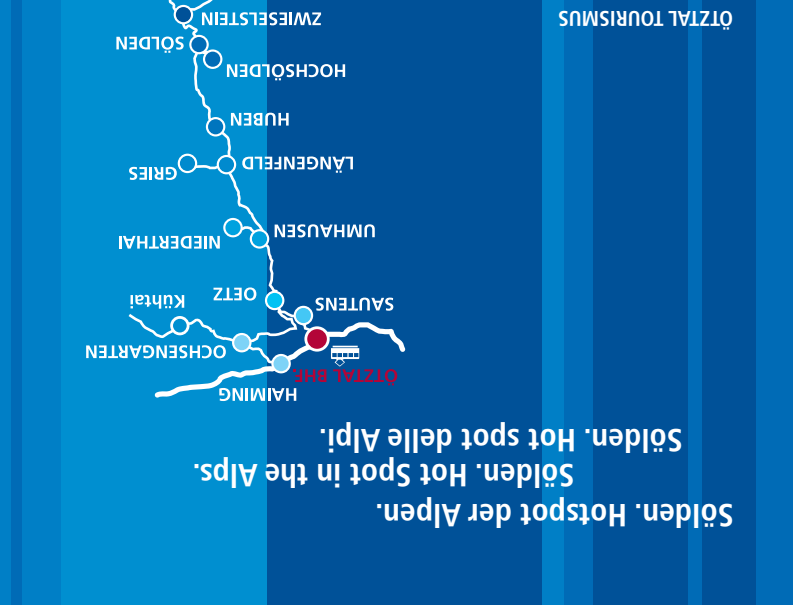 Sölden. Hotspot der Alpen.
Sölden. Hot Spot in the Alps.
Sölden. Hot spot delle Alpi.
HAIMING
ÖTZTAL BHF.
OCHSENGARTEN
SAUTENS
Kühtai
OETZ
UMHAUSEN
NIEDERTHAI
LÄNGENFELD
GRIES
HUBEN
HOCHSÖLDEN
SÖLDEN
ZWIESELSTEIN
ÖTZTAL TOURISMUS